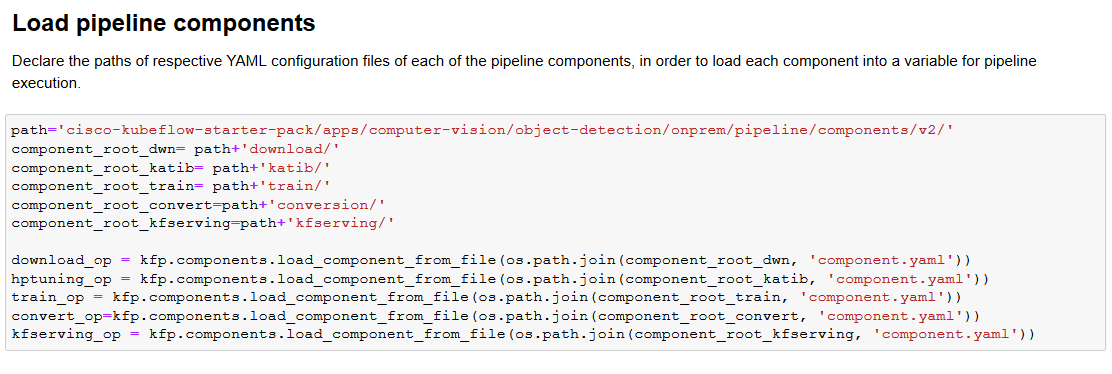 Load pipeline components
Declare the paths of respective YAML configuration files of each of the pipeline components, in order to load each component into a variable for pipeline
execution.
path='cisco-kubeflow-starter-pack/apps/computer-vision/object-detection/onprem/pipeline/components/v2/'
component_root_dwn= path+'download/'
component_root_katib= path+'katib/'
component_root_train= path+'train/'
component_root_convert=path+'conversion/'
component_root_kfserving=path+'kfserving/'
download_op = kfp.components.load_component_from_file(os.path.join(component_root_dwn, 'component.yaml'))
hptuning_op = kfp.components.load_component_from_file(os.path.join(component_root_katib, 'component.yaml'))
train_op = kfp.components.load_component_from_file(os.path.join(component_root_train, 'component.yaml'))
convert_op=kfp.components.load_component_from_file(os.path.join(component_root_convert, 'component.yaml'))
kfserving_op = kfp.components.load_component_from_file(os.path.join(component_root_kfserving, 'component.yaml'))